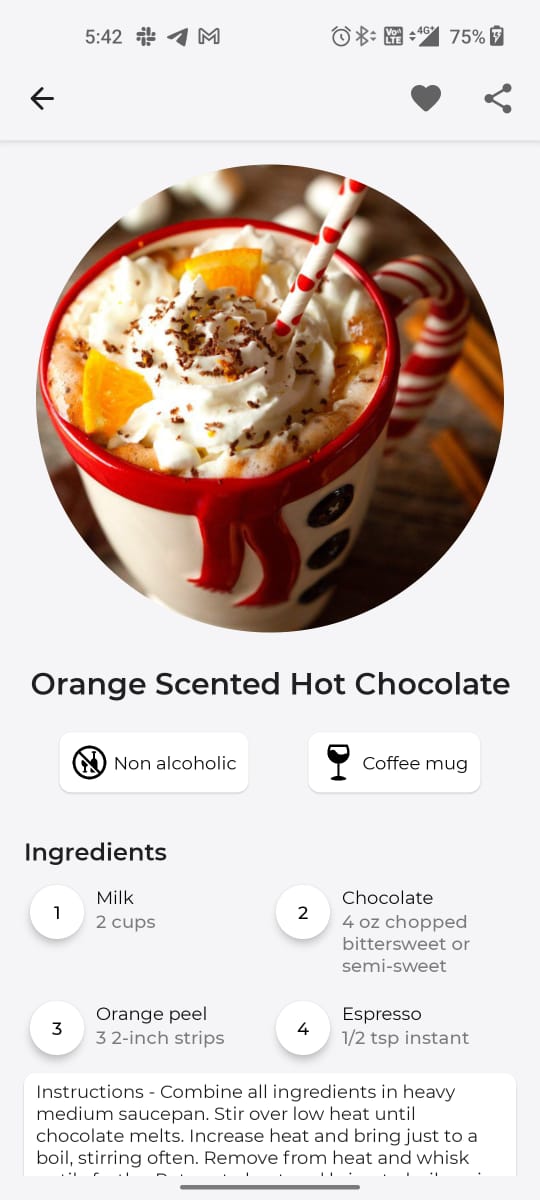 5:42
Vo)) LTE
4G+
75%
Orange Scented Hot Chocolate
Non alcoholic
Coffee mug
Ingredients
1
Milk
2 cups
2
Chocolate
4 oz chopped
bittersweet or
semi-sweet
3
Orange peel
3 2-inch strips
4
Espresso
1/2 tsp instant
Instructions - Combine all ingredients in heavy
medium saucepan. Stir over low heat until
chocolate melts. Increase heat and bring just to a
boil, stirring often. Remove from heat and whisk